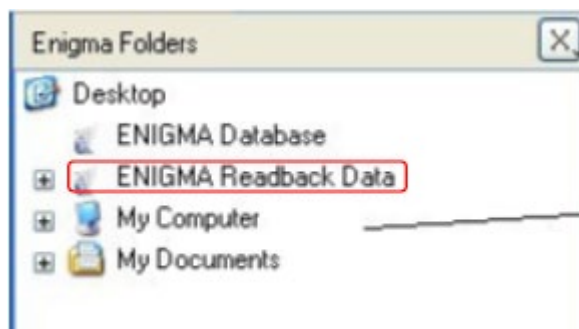 Enigma Folders
Desktop
ENIGMA Database
ENIGMA Readback Data
My Computer
My Documents